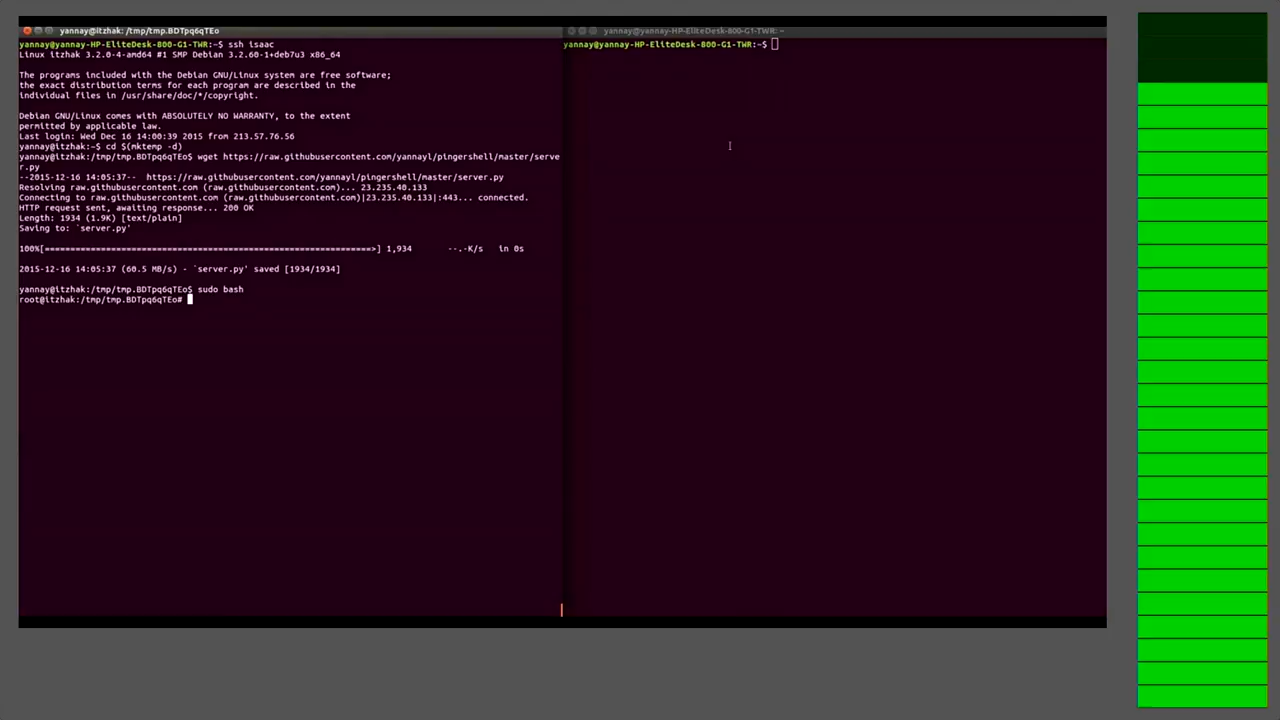 yannay@itzhak: /tmp/tmp.BDTpq6qTEo
yannay@yannay-HP-EliteDesk-800-G1-TWR:~$ ssh isaac
Linux itzhak 3.2.0-4-amd64 #1 SMP Debian 3.2.60-1+deb7u3 x86_64
The programs included with the Debian GNU/Linux system are free software;
the exact distribution terms for each program are described in the
individual files in /usr/share/doc/*/copyright.
Debian GNU/Linux comes with ABSOLUTELY NO WARRANTY, to the extent
permitted by applicable law.
Last login: Wed Dec 16 14:00:39 2015 from 213.57.76.56
yannay@itzhak:~$ cd $(mktemp -d)
yannay@itzhak:/tmp/tmp.BDTpq6qTEo$ wget https://raw.githubusercontent.com/yannayl/pingershell/master/serve
r.py
--2015-12-16 14:05:37--  https://raw.githubusercontent.com/yannayl/pingershell/master/server.py
Resolving raw.githubusercontent.com (raw.githubusercontent.com)... 23.235.40.133
Connecting to raw.githubusercontent.com (raw.githubusercontent.com)|23.235.40.133|:443... connected.
HTTP request sent, awaiting response... 200 OK
Length: 1934 (1.9K) [text/plain]
Saving to: `server.py'
100%[==============================================================>] 1,934       --.-K/s   in 0s
2015-12-16 14:05:37 (60.5 MB/s) - `server.py' saved [1934/1934]
yannay@itzhak:/tmp/tmp.BDTpq6qTEo$ sudo bash
root@itzhak:/tmp/tmp.BDTpq6qTEo#
yannay@yannay-HP-EliteDesk-800-G1-TWR: ~
yannay@yannay-HP-EliteDesk-800-G1-TWR:~$